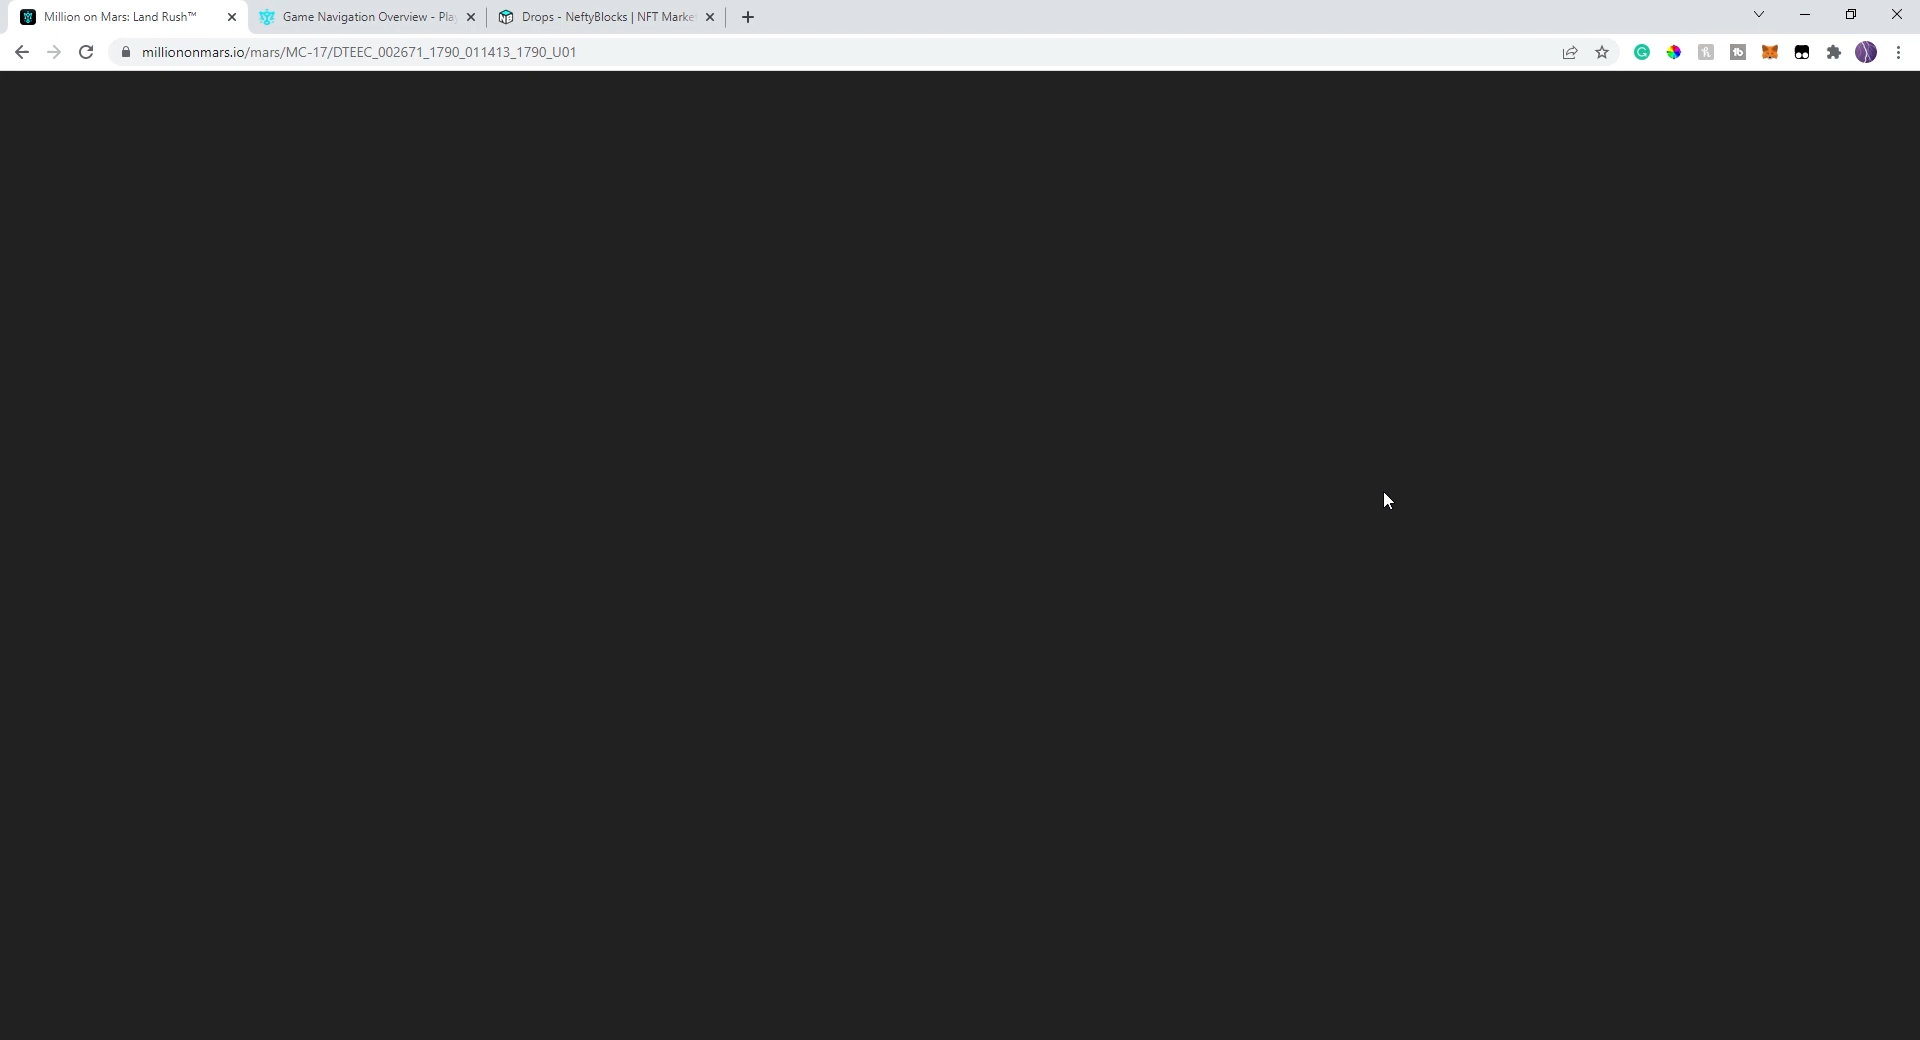 Million on Mars: Land Rush™
Game Navigation Overview - Pla
Drops - NeftyBlocks | NFT Marke
milliononmars.io/mars/MC-17/DTEEC_002671_1790_011413_1790_U01